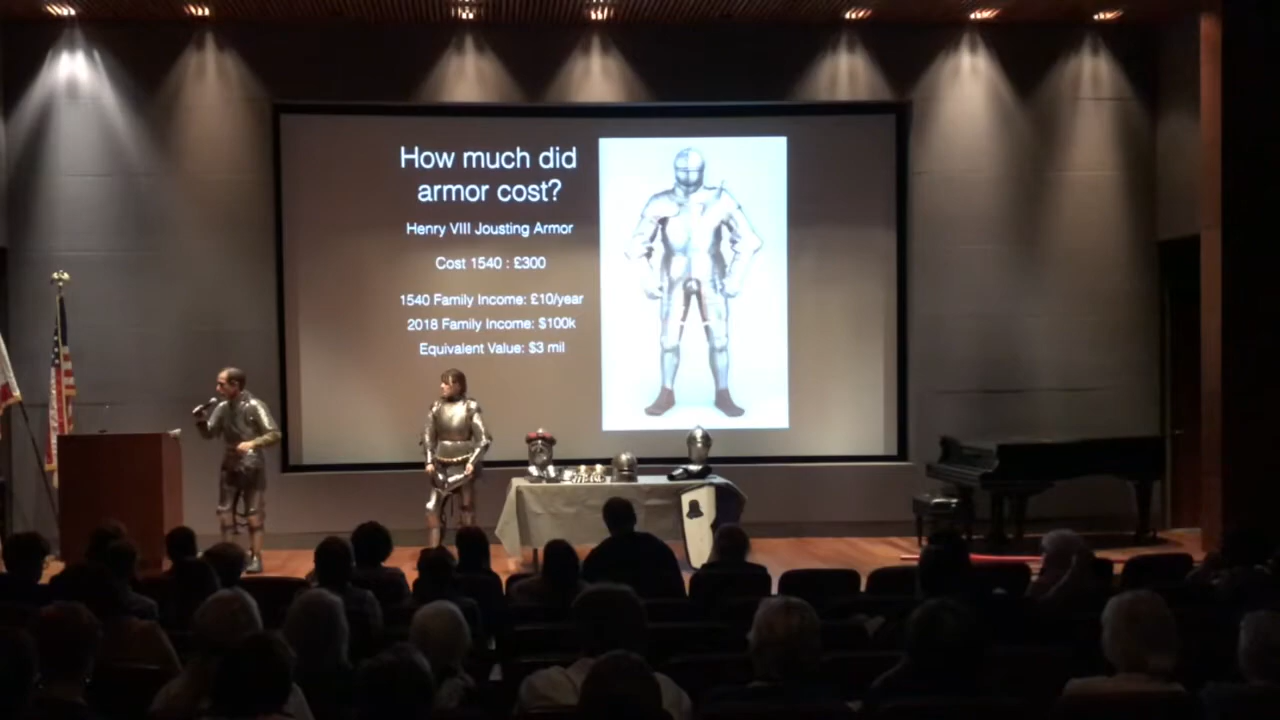 How much did
armor cost?
Henry VIII Jousting Armor
Cost 1540 : £300
1540 Family Income: £10/year
2018 Family Income: $100k
Equivalent Value: $3 mil